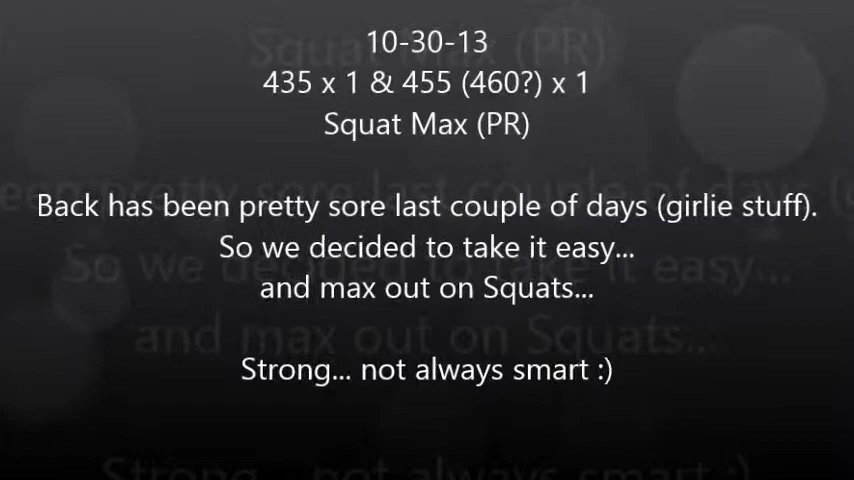 10-30-13
435 x 1 & 455 (460?) x 1
Squat Max (PR)
Back has been pretty sore last couple of days (girlie stuff).
So we decided to take it easy...
and max out on Squats...
Strong... not always smart :)